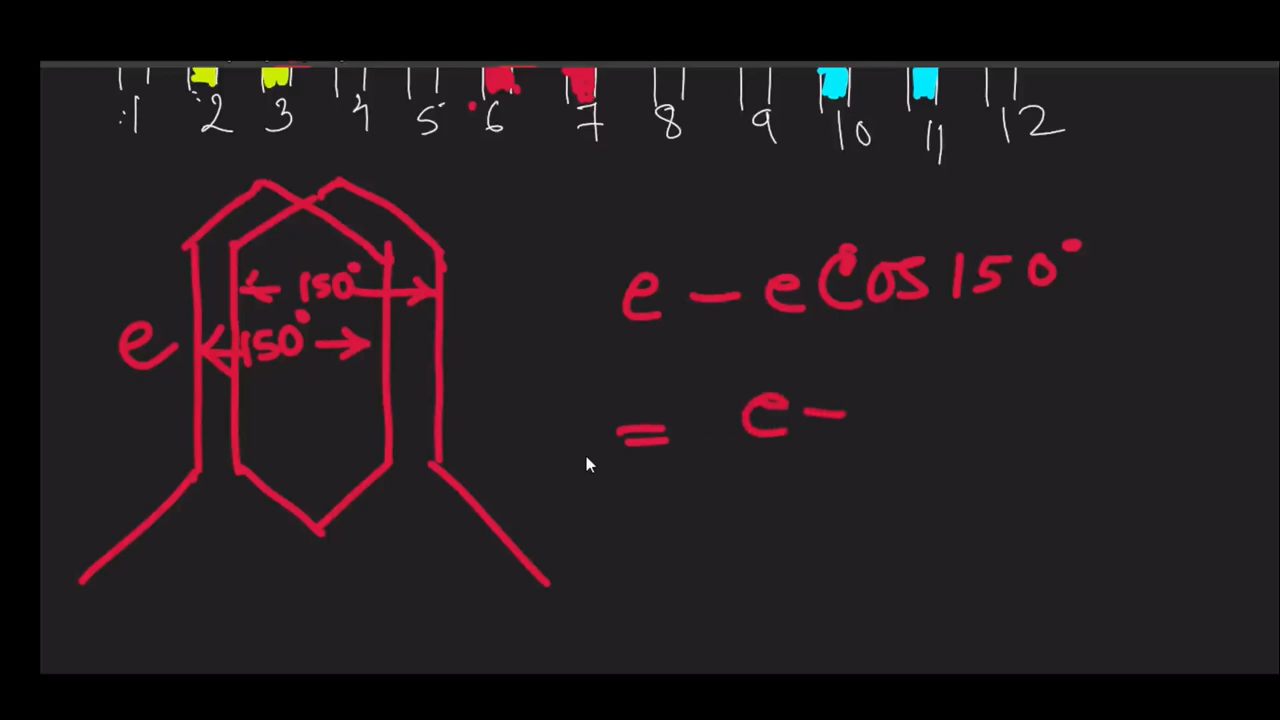 1 2 3 4 5 6 7 8 9 10 11 12
150°
e 150°
e - e Cos 150°
= e -